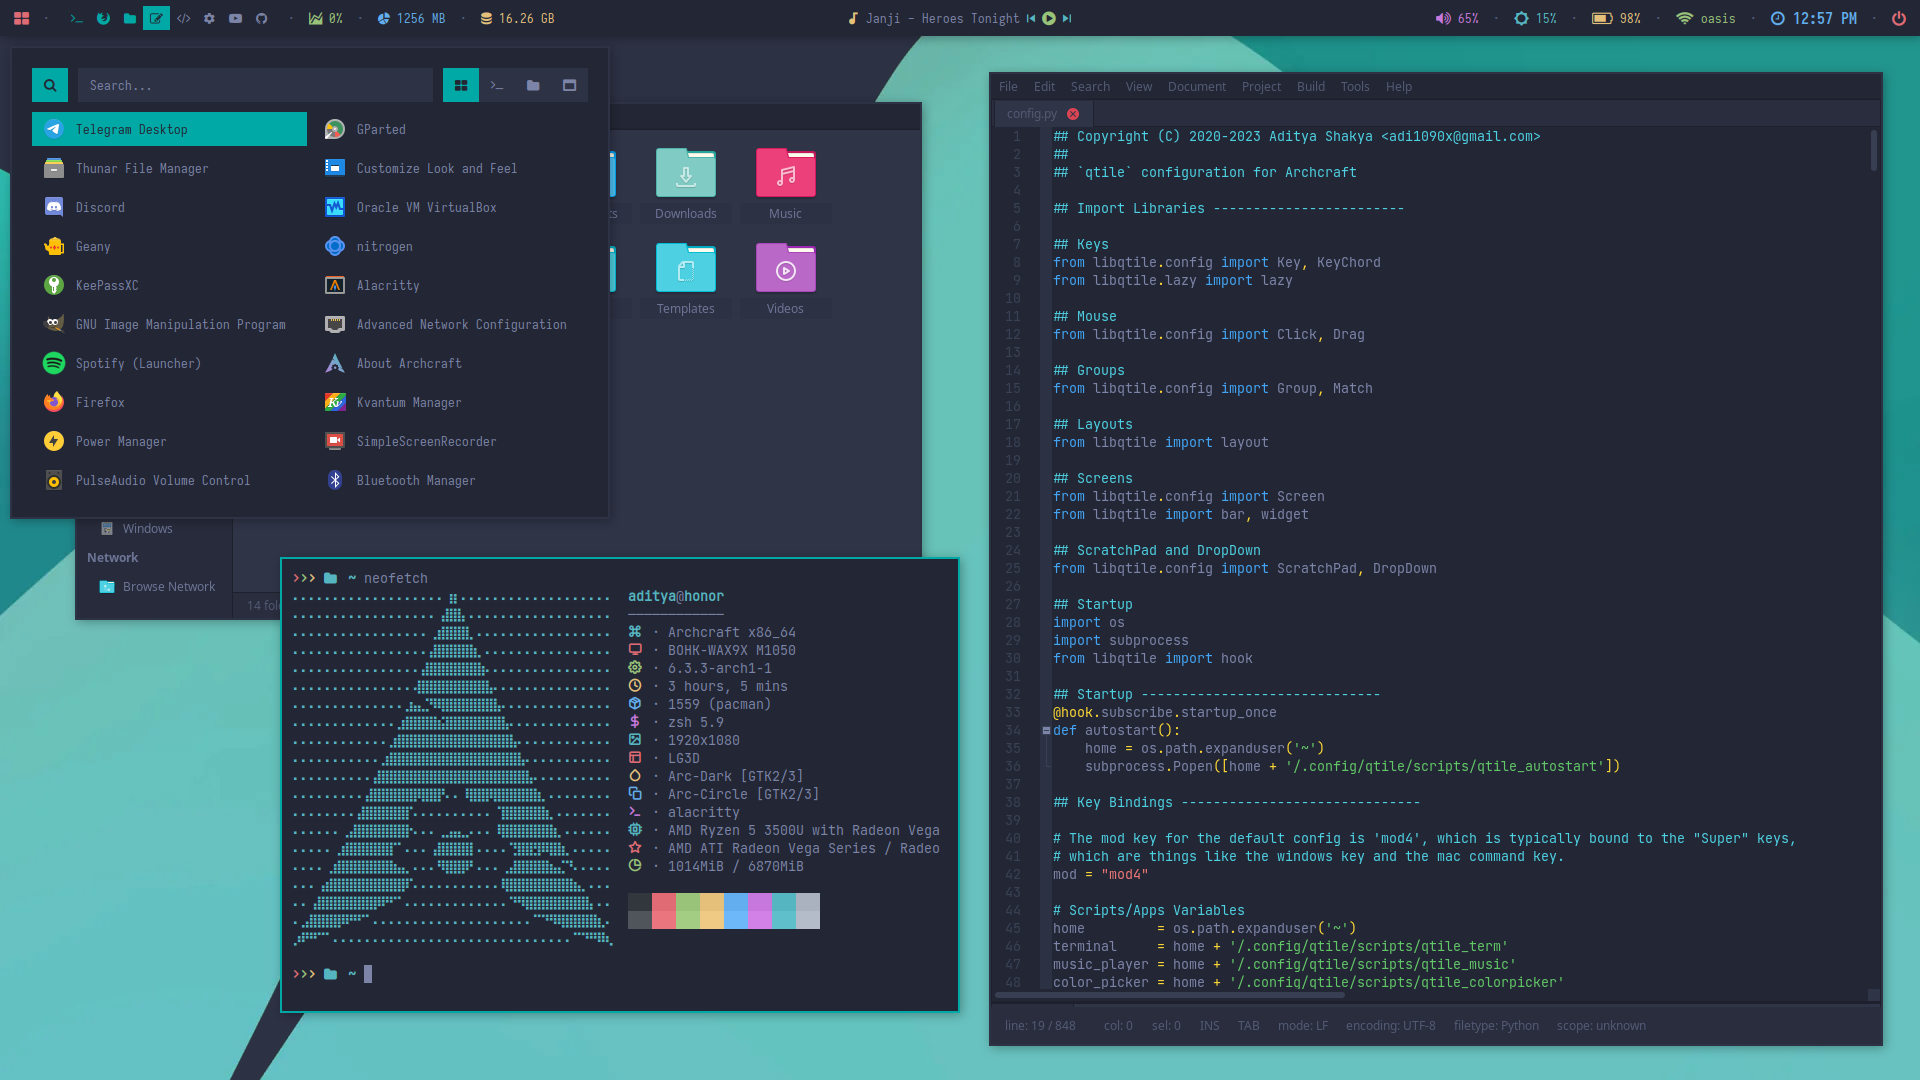 0%
1256 MB
16.26 GB
Janji - Heroes Tonight
65%
15%
98%
oasis
12:57 PM
Search...
Telegram Desktop
GParted
Thunar File Manager
Customize Look and Feel
Discord
Oracle VM VirtualBox
Geany
nitrogen
KeePassXC
Alacritty
GNU Image Manipulation Program
Advanced Network Configuration
Spotify (Launcher)
About Archcraft
Firefox
Kvantum Manager
Power Manager
SimpleScreenRecorder
PulseAudio Volume Control
Bluetooth Manager
Downloads
Music
Templates
Videos
Windows
Network
Browse Network
>>> ~ neofetch
aditya@honor
· Archcraft x86_64
· BOHK-WAX9X M1050
· 6.3.3-arch1-1
· 3 hours, 5 mins
· 1559 (pacman)
· zsh 5.9
· 1920x1080
· LG3D
· Arc-Dark [GTK2/3]
· Arc-Circle [GTK2/3]
· alacritty
· AMD Ryzen 5 3500U with Radeon Vega
· AMD ATI Radeon Vega Series / Radeo
· 1014MiB / 6870MiB
>>> ~
File Edit Search View Document Project Build Tools Help
config.py
1 ## Copyright (C) 2020-2023 Aditya Shakya <adi1090x@gmail.com>
2 ##
3 ## `qtile` configuration for Archcraft
4
5 ## Import Libraries ------------------------
6
7 ## Keys
8 from libqtile.config import Key, KeyChord
9 from libqtile.lazy import lazy
10
11 ## Mouse
12 from libqtile.config import Click, Drag
13
14 ## Groups
15 from libqtile.config import Group, Match
16
17 ## Layouts
18 from libqtile import layout
19
20 ## Screens
21 from libqtile.config import Screen
22 from libqtile import bar, widget
23
24 ## ScratchPad and DropDown
25 from libqtile.config import ScratchPad, DropDown
26
27 ## Startup
28 import os
29 import subprocess
30 from libqtile import hook
31
32 ## Startup ------------------------------
33 @hook.subscribe.startup_once
34 def autostart():
35     home = os.path.expanduser('~')
36     subprocess.Popen([home + '/.config/qtile/scripts/qtile_autostart'])
37
38 ## Key Bindings ------------------------------
39
40 # The mod key for the default config is 'mod4', which is typically bound to the "Super" keys,
41 # which are things like the windows key and the mac command key.
42 mod = "mod4"
43
44 # Scripts/Apps Variables
45 home         = os.path.expanduser('~')
46 terminal     = home + '/.config/qtile/scripts/qtile_term'
47 music_player = home + '/.config/qtile/scripts/qtile_music'
48 color_picker = home + '/.config/qtile/scripts/qtile_colorpicker'
line: 19 / 848 col: 0 sel: 0 INS TAB mode: LF encoding: UTF-8 filetype: Python scope: unknown